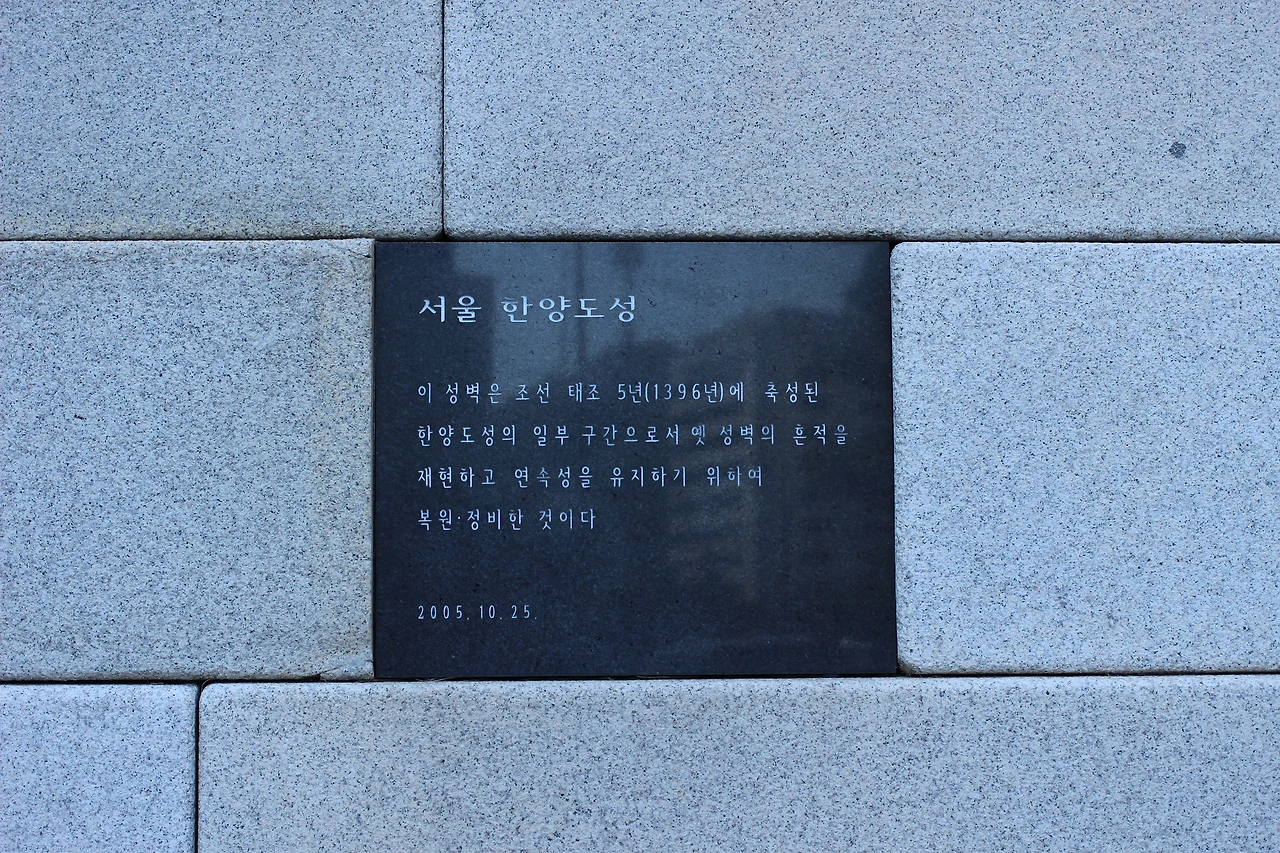 서울 한양도성
이 성벽은 조선 태조 5년(1396년)에 축성된
한양도성의 일부 구간으로서 옛 성벽의 흔적을
재현하고 연속성을 유지하기 위하여
복원·정비한 것이다
2005. 10. 25.